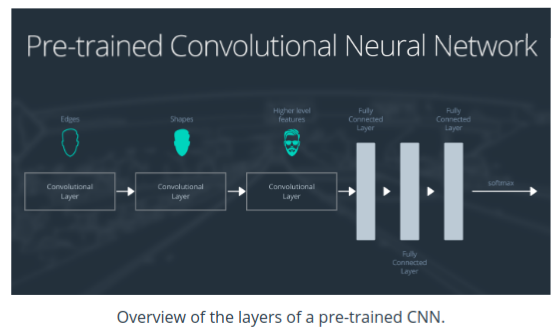 Pre-trained Convolutional Neural Network
Edges
Shapes
Higher level
features
Fully
Connected
Layer
Fully
Connected
Layer
Convolutional
Layer
Convolutional
Layer
Convolutional
Layer
softmax
Fully
Connected
Layer
Overview of the layers of a pre-trained CNN.